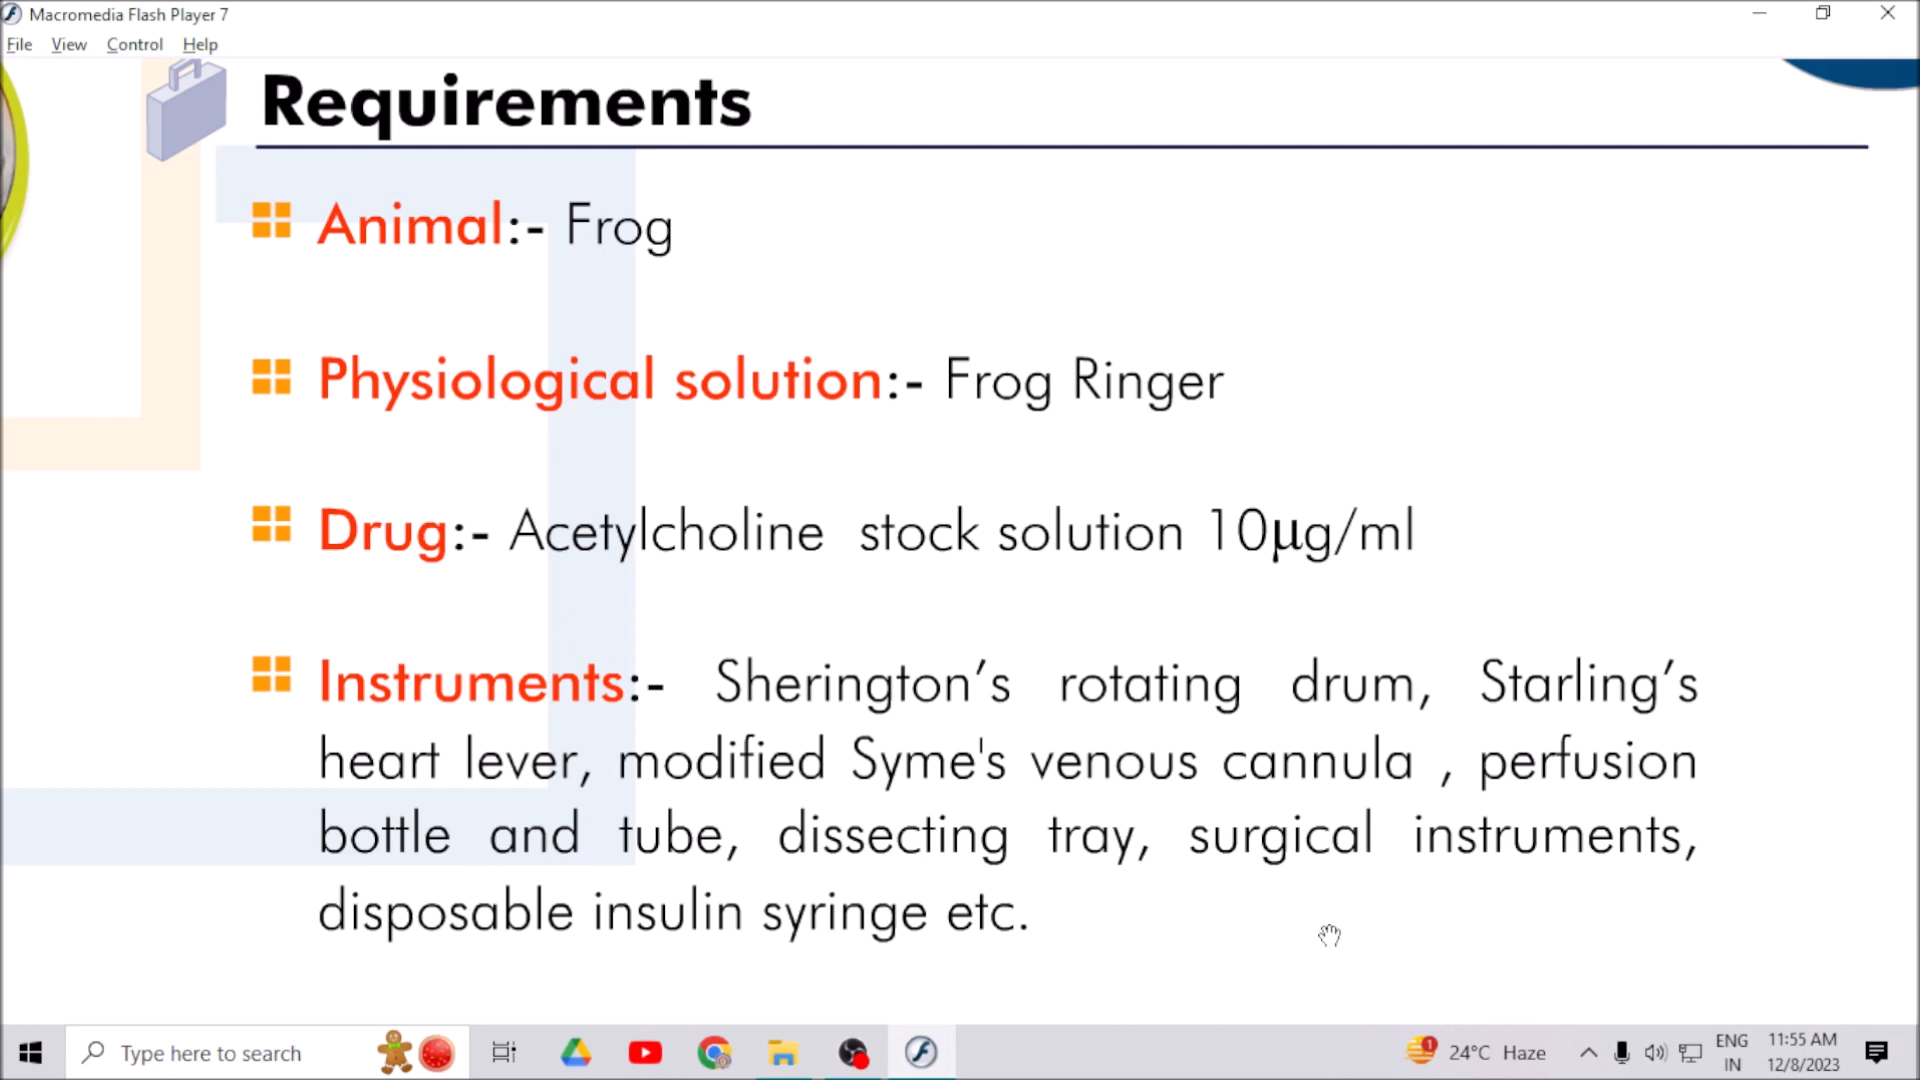 Macromedia Flash Player 7
File View Control Help
Requirements
Animal:- Frog
Physiological solution:- Frog Ringer
Drug:- Acetylcholine stock solution 10µg/ml
Instruments:- Sherington’s rotating drum, Starling’s
heart lever, modified Syme's venous cannula , perfusion
bottle and tube, dissecting tray, surgical instruments,
disposable insulin syringe etc.
Type here to search
1
24°C Haze
ENG
IN
11:55 AM
12/8/2023